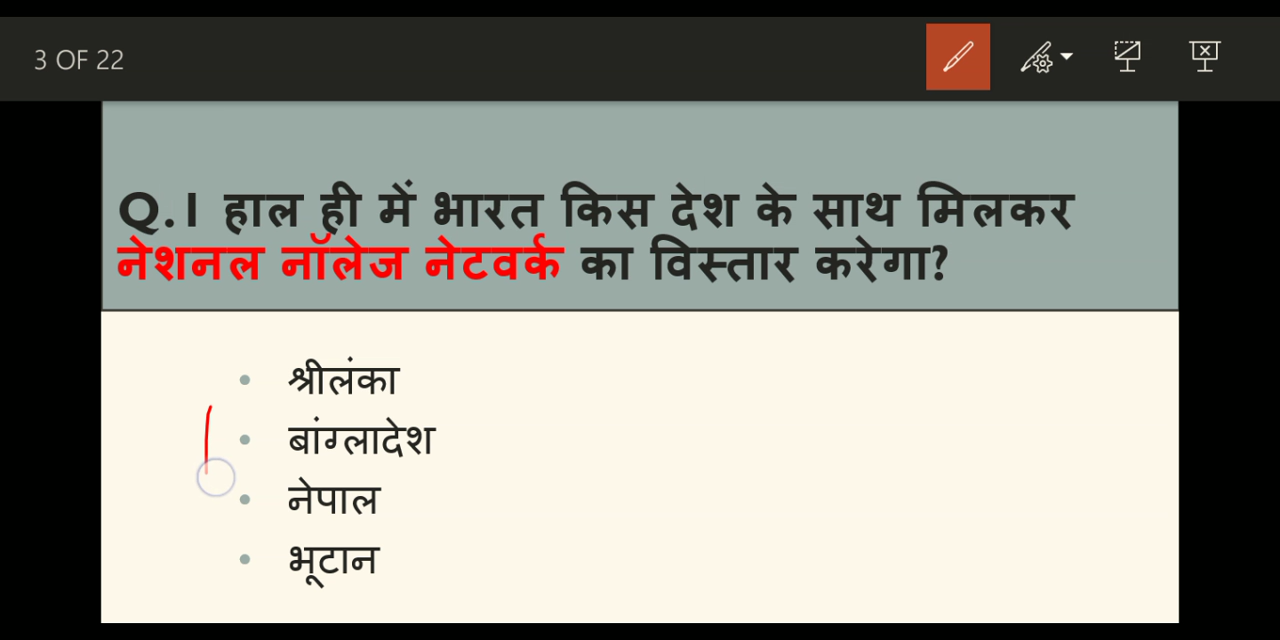 3 OF 22
Q.1 हाल ही में भारत किस देश के साथ मिलकर
नेशनल नॉलेज नेटवर्क का विस्तार करेगा?
• श्रीलंका
• बांग्लादेश
• नेपाल
• भूटान